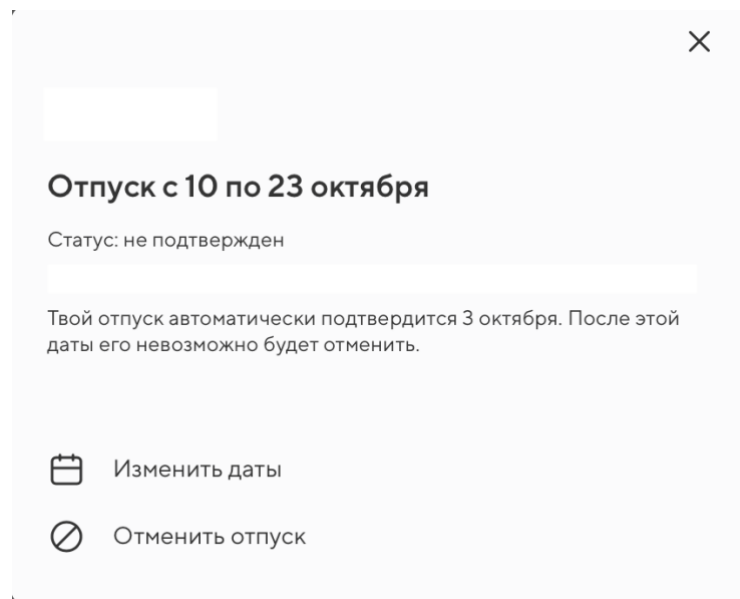 Отпуск с 10 по 23 октября
Статус: не подтвержден
Твой отпуск автоматически подтвердится 3 октября. После этой
даты его невозможно будет отменить.
Изменить даты
Отменить отпуск